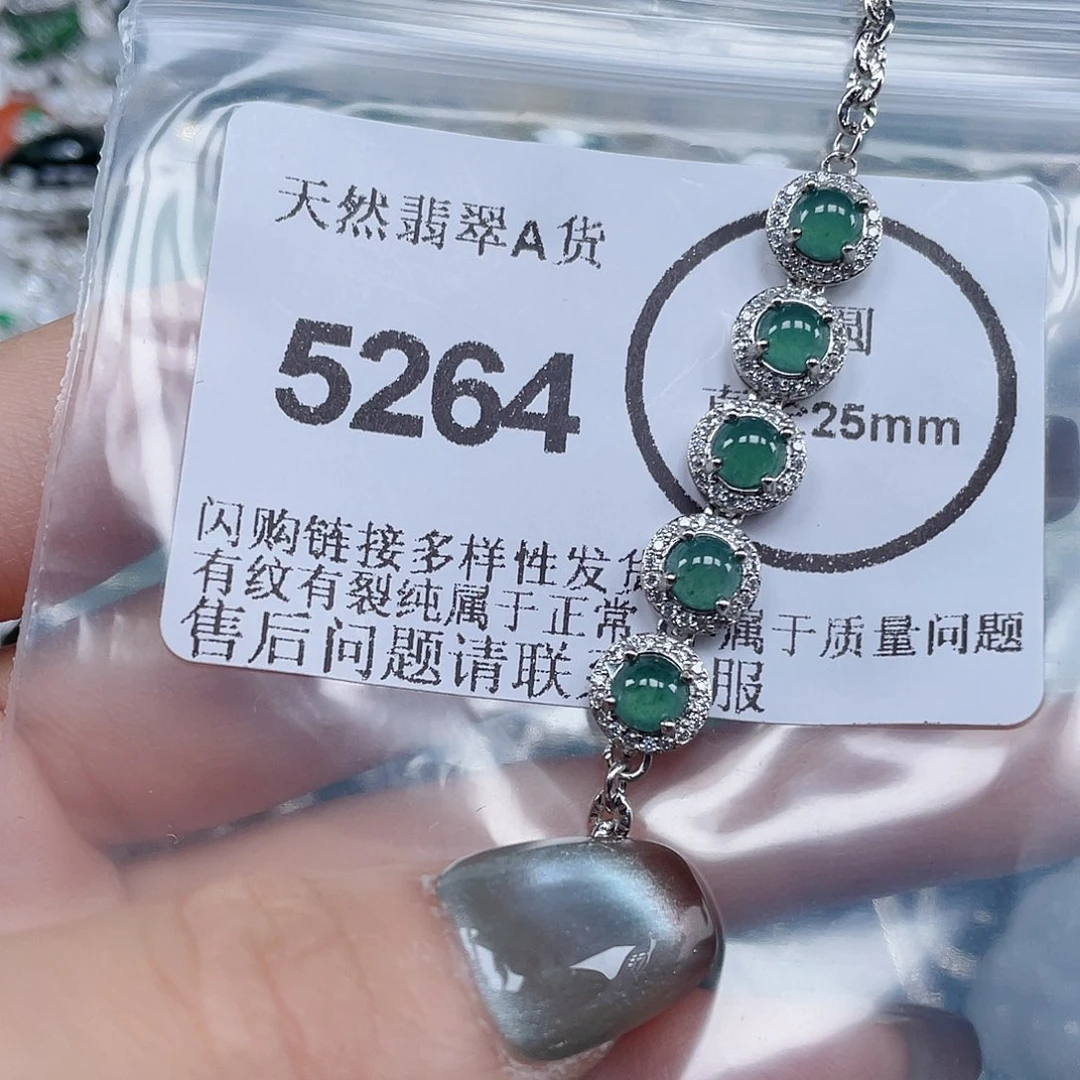 天然翡翠A货
5264
圆
25mm
闪购链接多样性发货
有纹有裂纯属于正常 属于质量问题
售后问题请联 服